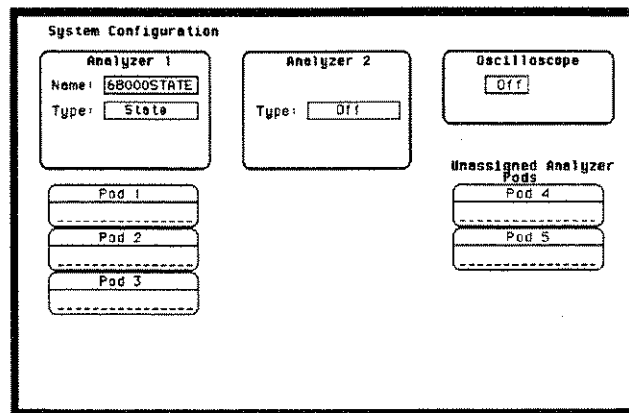 System Configuration
Analyzer 1
Name: 68000STATE
Type: State
Analyzer 2
Type: Off
Oscilloscope
Off
Unassigned Analyzer
Pods
Pod 1
Pod 2
Pod 3
Pod 4
Pod 5